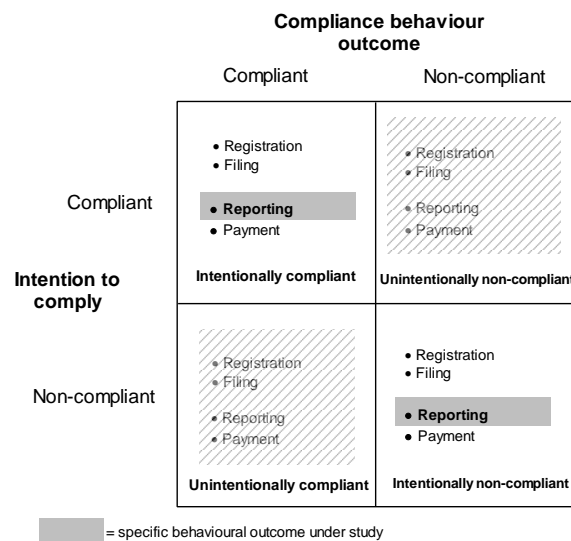 Compliance behaviour
outcome
Compliant
Non-compliant
Compliant
• Registration
• Filing
• Reporting
• Payment
Intentionally compliant
• Registration
• Filing
• Reporting
• Payment
Unintentionally non-compliant
Intention to
comply
Non-compliant
• Registration
• Filing
• Reporting
• Payment
Unintentionally compliant
• Registration
• Filing
• Reporting
• Payment
Intentionally non-compliant
= specific behavioural outcome under study